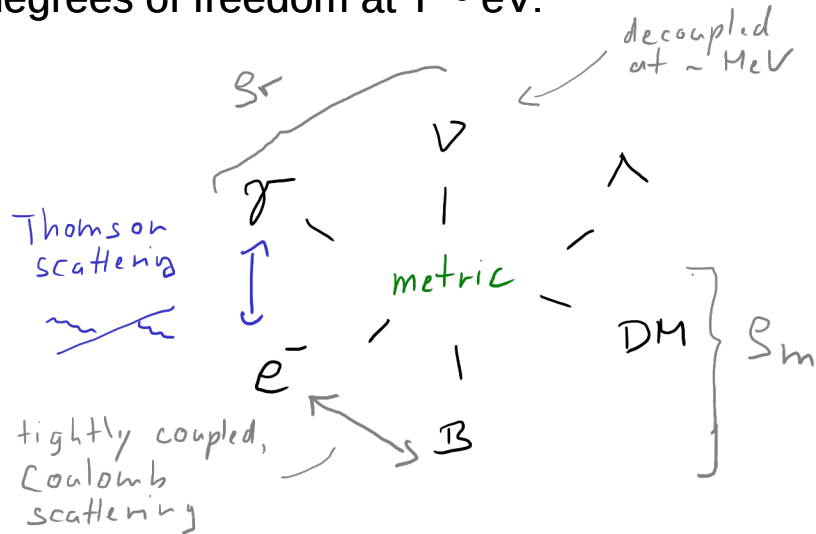 degrees of freedom at T ~ eV.
decoupled
at ~ MeV
ρr
ν
γ
Λ
Thomson
scattering
metric
DM
ρm
e⁻
B
tightly coupled,
Coulomb
scattering